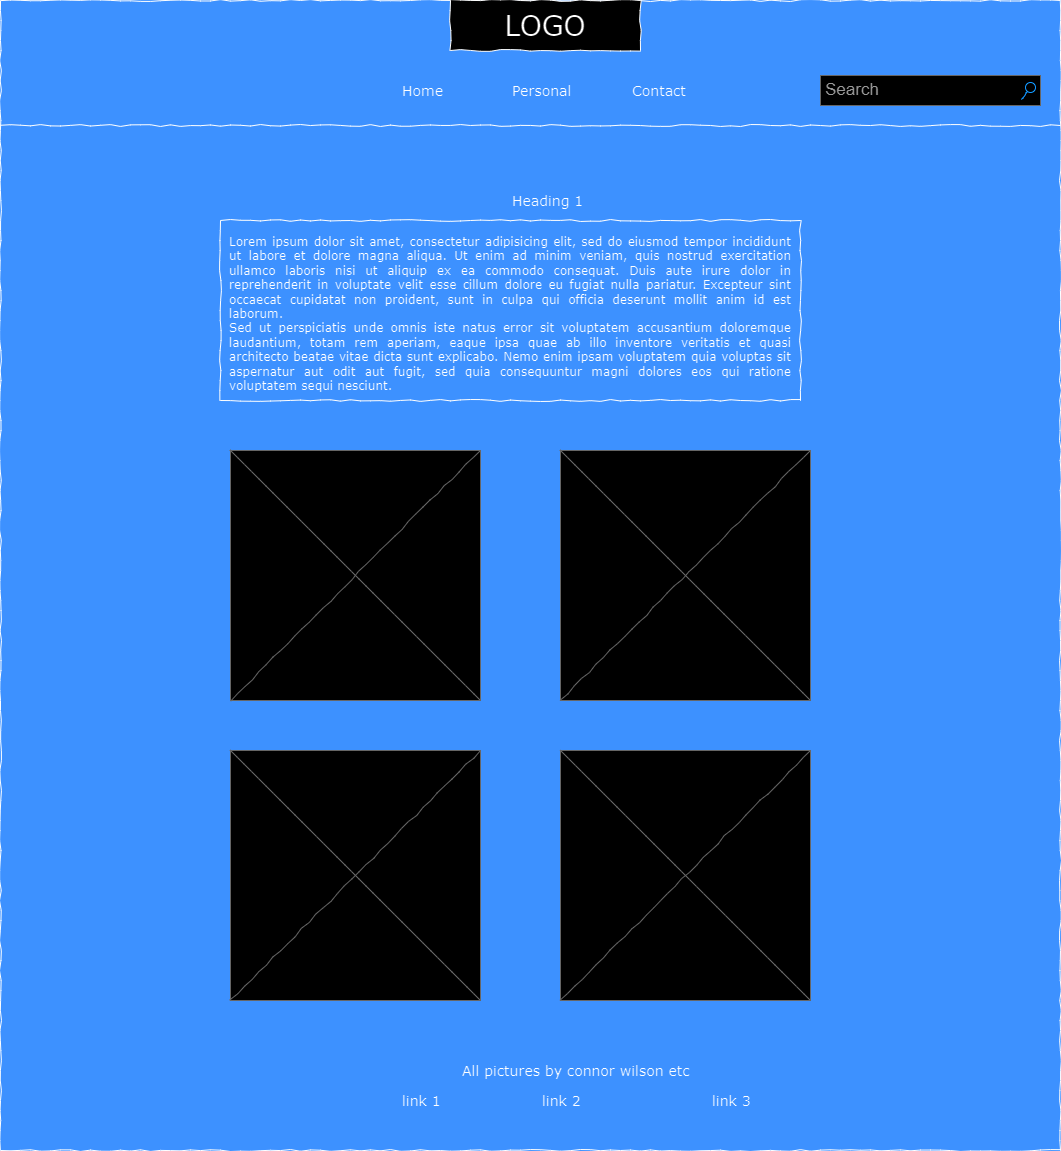 LOGO
Home Personal Contact Search
Heading 1
Lorem ipsum dolor sit amet, consectetur adipisicing elit, sed do eiusmod tempor incididunt
ut labore et dolore magna aliqua. Ut enim ad minim veniam, quis nostrud exercitation
ullamco laboris nisi ut aliquip ex ea commodo consequat. Duis aute irure dolor in
reprehenderit in voluptate velit esse cillum dolore eu fugiat nulla pariatur. Excepteur sint
occaecat cupidatat non proident, sunt in culpa qui officia deserunt mollit anim id est
laborum.
Sed ut perspiciatis unde omnis iste natus error sit voluptatem accusantium doloremque
laudantium, totam rem aperiam, eaque ipsa quae ab illo inventore veritatis et quasi
architecto beatae vitae dicta sunt explicabo. Nemo enim ipsam voluptatem quia voluptas sit
aspernatur aut odit aut fugit, sed quia consequuntur magni dolores eos qui ratione
voluptatem sequi nesciunt.
All pictures by connor wilson etc
link 1 link 2 link 3